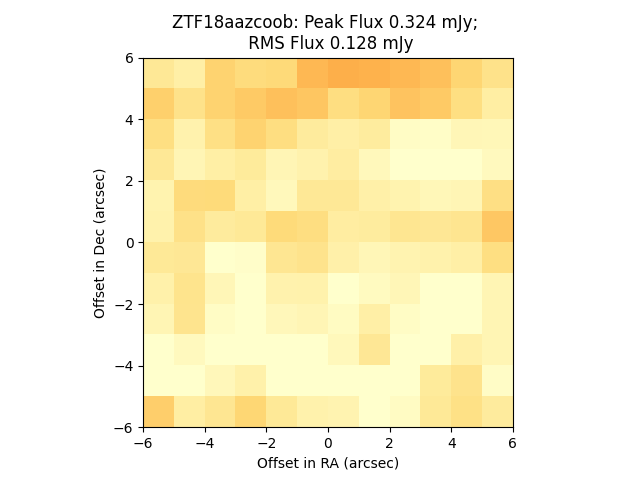 ZTF18aazcoob: Peak Flux 0.324 mJy;
RMS Flux 0.128 mJy
6
4
2
0
−2
−4
−6
Offset in Dec (arcsec)
−6 −4 −2 0 2 4 6
Offset in RA (arcsec)